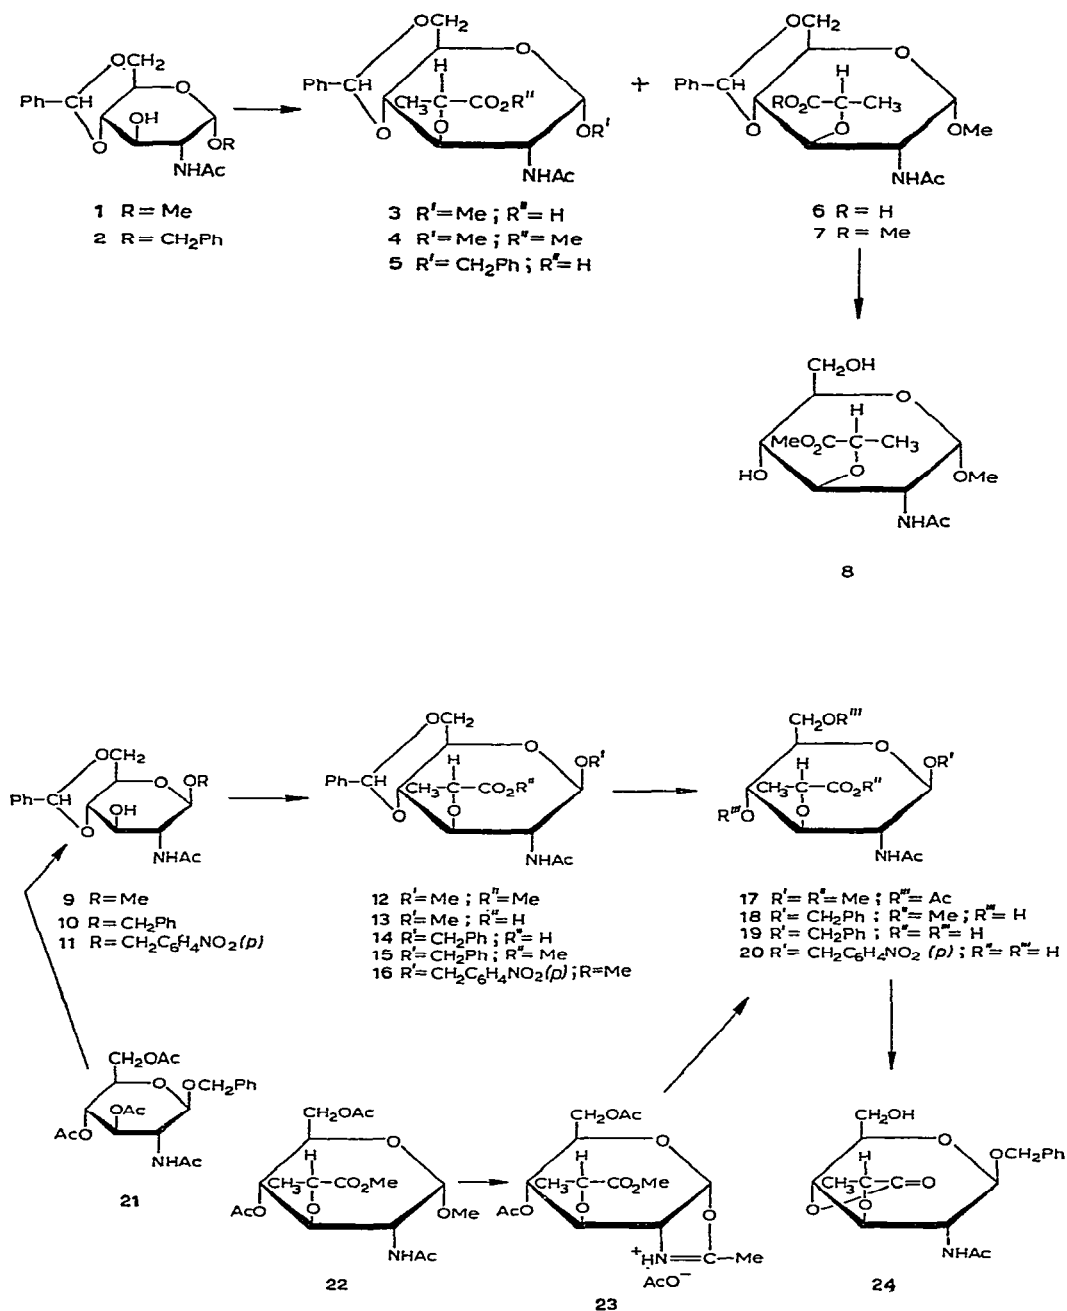 OCH2
O
Ph
CH
O
OH
OR
NHAc
1 R=Me
2 R=CH2Ph
OCH2
O
H
Ph
CH
CH3
C
CO2R"
O
O
OR'
NHAc
3 R'=Me; R"=H
4 R'=Me; R"=Me
5 R'=CH2Ph; R"=H
+
OCH2
O
H
Ph
CH
RO2C—C—CH3
O
O
OMe
NHAc
6 R=H
7 R=Me
CH2OH
O
H
MeO2C—C—CH3
HO
O
OMe
NHAc
8
OCH2
O
OR
Ph
CH
OH
O
NHAc
9 R=Me
10 R=CH2Ph
11 R=CH2C6H4NO2(p)
OCH2
O
H
OR'
Ph
CH
CH3
C
CO2R"
O
O
NHAc
12 R'=Me; R"=Me
13 R'=Me; R"=H
14 R'=CH2Ph; R"=H
15 R'=CH2Ph; R"=Me
16 R'=CH2C6H4NO2(p); R=Me
CH2OR'''
O
H
OR'
CH3
C
CO2R"
R'''O
O
NHAc
17 R'=R"=Me; R'''=Ac
18 R'=CH2Ph; R"=Me; R'''=H
19 R'=CH2Ph; R"=R'''=H
20 R'=CH2C6H4NO2(p); R"=R'''=H
CH2OAc
O
OCH2Ph
OAc
AcO
NHAc
21
CH2OAc
O
H
CH3—C—CO2Me
AcO
O
OMe
NHAc
22
CH2OAc
O
H
CH3—C—CO2Me
AcO
O
O
+
HN=C—Me
AcO−
23
CH2OH
O
H
OCH2Ph
CH3
C
C=O
O
O
NHAc
24